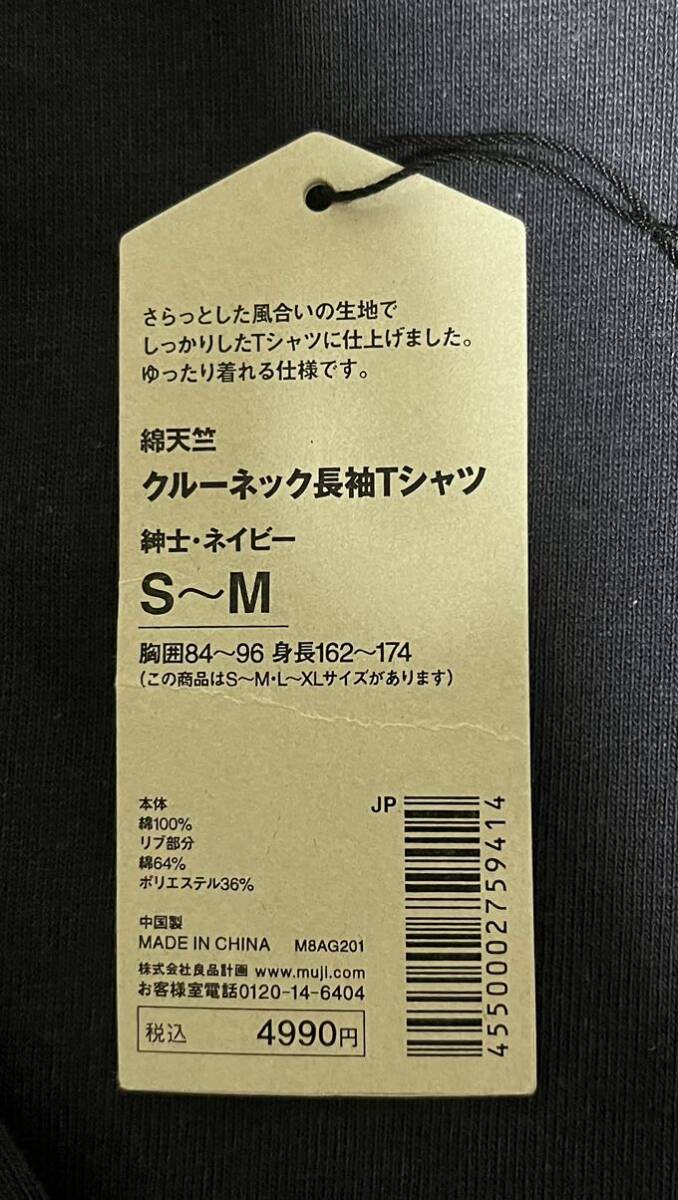 さらっとした風合いの生地で
しっかりしたTシャツに仕上げました。
ゆったり着れる仕様です。
綿天竺
クルーネック長袖Tシャツ
紳士・ネイビー
S〜M
胸囲84〜96 身長162〜174
(この商品はS〜M・L〜XLサイズがあります)
本体
綿100%
リブ部分
綿64%
ポリエステル36%
中国製
MADE IN CHINA M8AG201
株式会社良品計画 www.muji.com
お客様室電話0120-14-6404
税込 4990円
JP
4550002759414